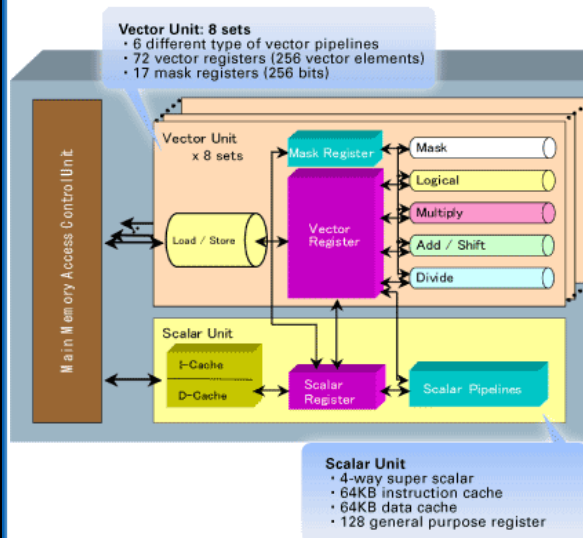 Vector Unit: 8 sets
・6 different type of vector pipelines
・72 vector registers (256 vector elements)
・17 mask registers (256 bits)
Main Memory Access Control Unit
Vector Unit
x 8 sets
Mask Register
Mask
Logical
Vector
Register
Multiply
Load / Store
Add / Shift
Divide
Scalar Unit
I-Cache
D-Cache
Scalar
Register
Scalar Pipelines
Scalar Unit
・4-way super scalar
・64KB instruction cache
・64KB data cache
・128 general purpose register